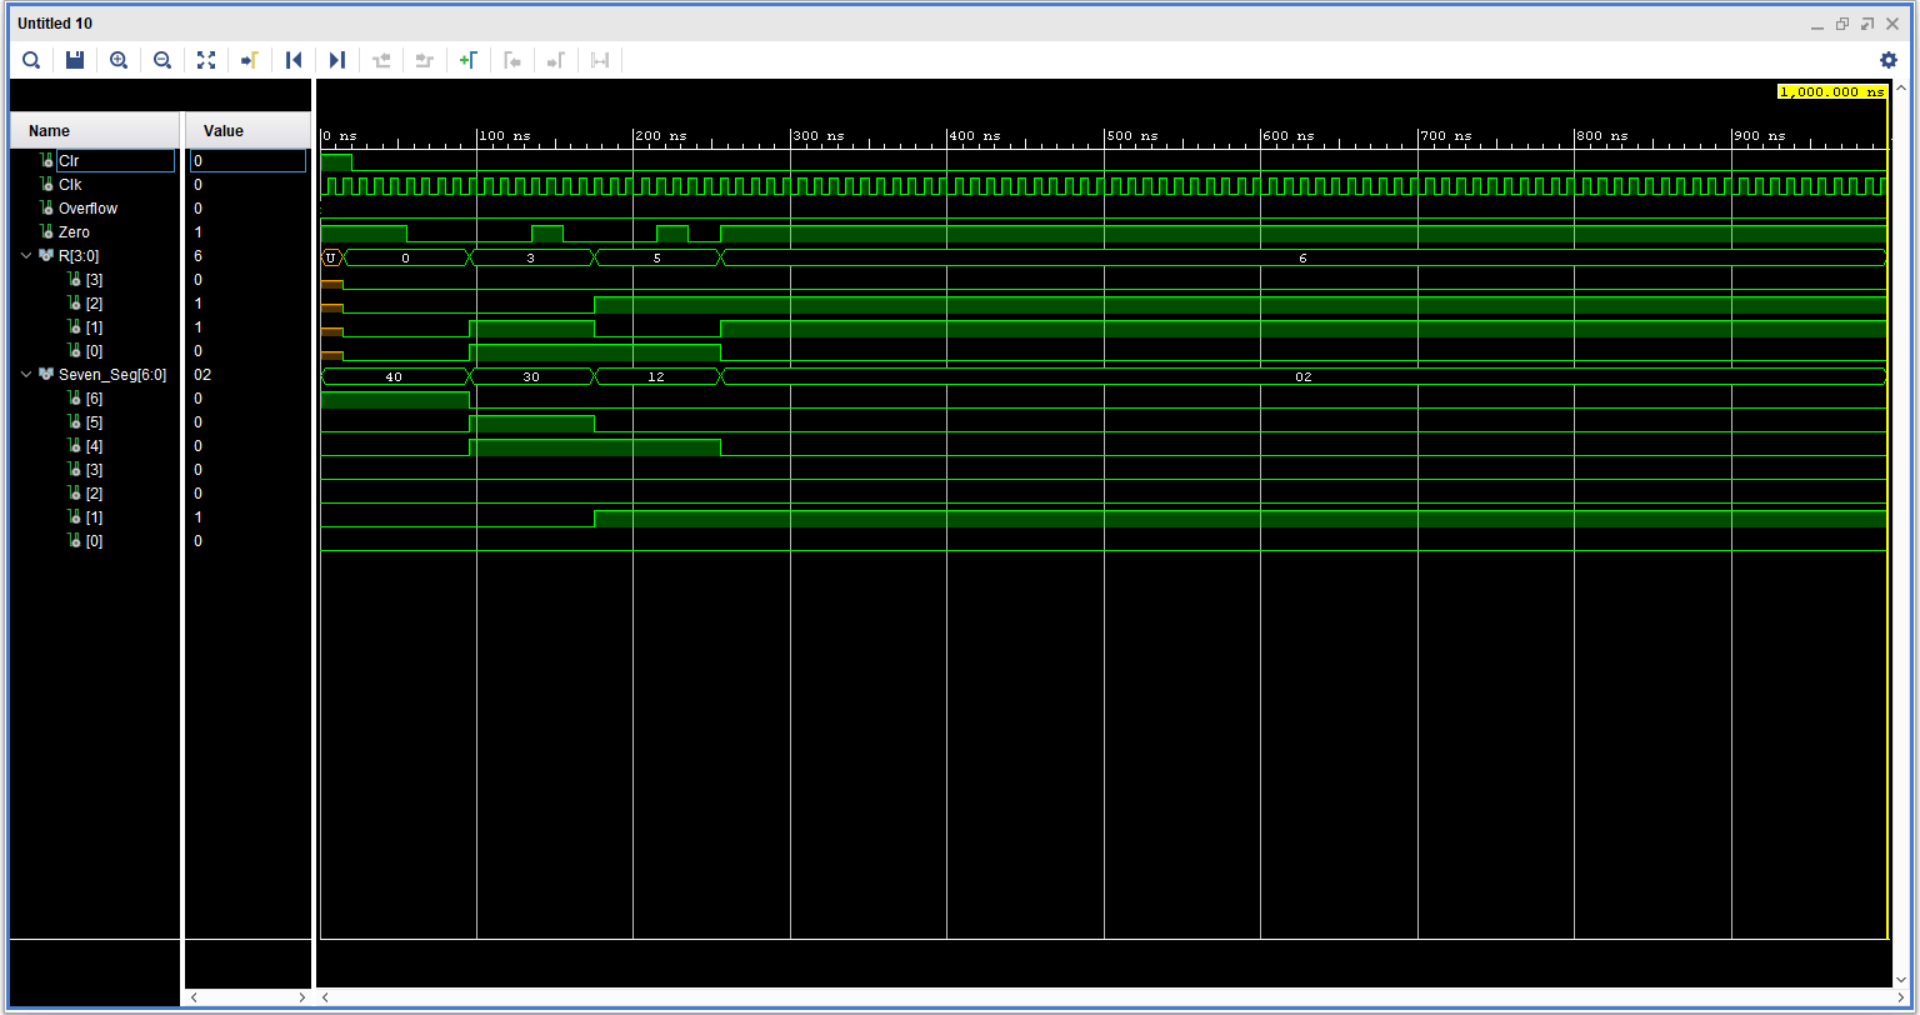 Untitled 10
1,000.000 ns
Name Value
0 ns 100 ns 200 ns 300 ns 400 ns 500 ns 600 ns 700 ns 800 ns 900 ns
Clr 0
Clk 0
Overflow 0
Zero 1
R[3:0] 6 U 0 3 5 6
[3] 0
[2] 1
[1] 1
[0] 0
Seven_Seg[6:0] 02 40 30 12 02
[6] 0
[5] 0
[4] 0
[3] 0
[2] 0
[1] 1
[0] 0